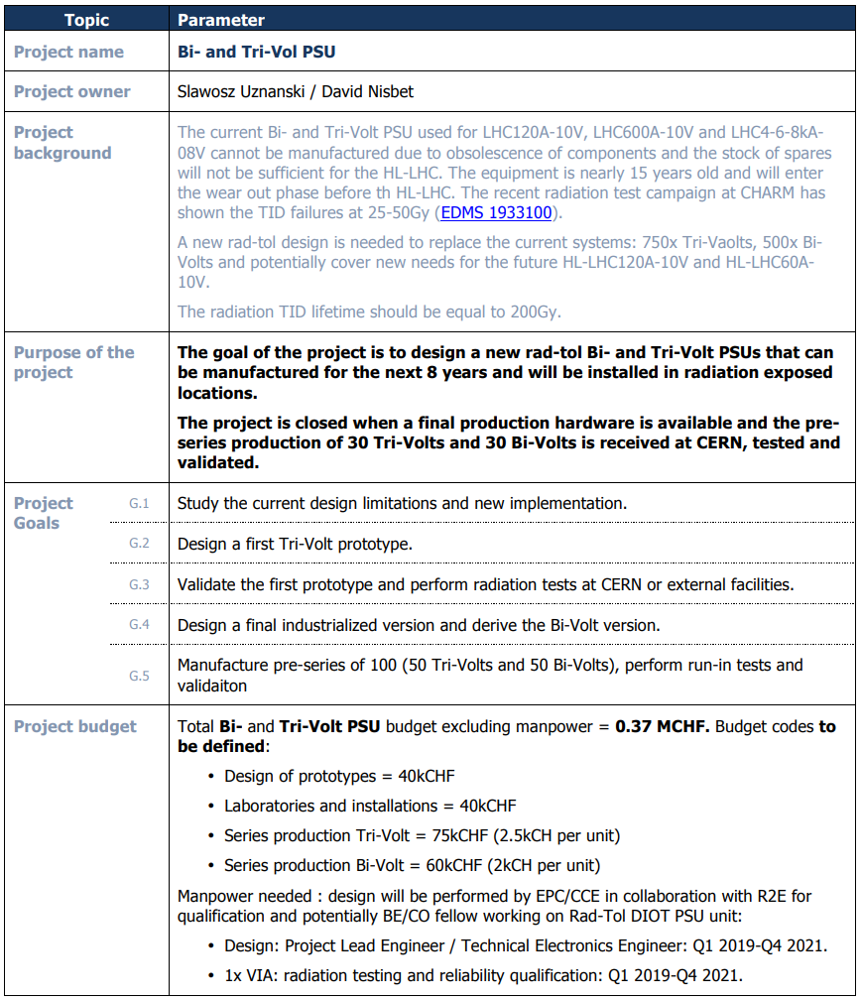 Topic Parameter
Project name Bi- and Tri-Vol PSU
Project owner Slawosz Uznanski / David Nisbet
Project background
The current Bi- and Tri-Volt PSU used for LHC120A-10V, LHC600A-10V and LHC4-6-8kA-
08V cannot be manufactured due to obsolescence of components and the stock of spares
will not be sufficient for the HL-LHC. The equipment is nearly 15 years old and will enter
the wear out phase before th HL-LHC. The recent radiation test campaign at CHARM has
shown the TID failures at 25-50Gy (EDMS 1933100).
A new rad-tol design is needed to replace the current systems: 750x Tri-Vaolts, 500x Bi-
Volts and potentially cover new needs for the future HL-LHC120A-10V and HL-LHC60A-
10V.
The radiation TID lifetime should be equal to 200Gy.
Purpose of the project
The goal of the project is to design a new rad-tol Bi- and Tri-Volt PSUs that can
be manufactured for the next 8 years and will be installed in radiation exposed
locations.
The project is closed when a final production hardware is available and the pre-
series production of 30 Tri-Volts and 30 Bi-Volts is received at CERN, tested and
validated.
Project Goals
G.1 Study the current design limitations and new implementation.
G.2 Design a first Tri-Volt prototype.
G.3 Validate the first prototype and perform radiation tests at CERN or external facilities.
G.4 Design a final industrialized version and derive the Bi-Volt version.
G.5 Manufacture pre-series of 100 (50 Tri-Volts and 50 Bi-Volts), perform run-in tests and
validaiton
Project budget
Total Bi- and Tri-Volt PSU budget excluding manpower = 0.37 MCHF. Budget codes to
be defined:
• Design of prototypes = 40kCHF
• Laboratories and installations = 40kCHF
• Series production Tri-Volt = 75kCHF (2.5kCH per unit)
• Series production Bi-Volt = 60kCHF (2kCH per unit)
Manpower needed : design will be performed by EPC/CCE in collaboration with R2E for
qualification and potentially BE/CO fellow working on Rad-Tol DIOT PSU unit:
• Design: Project Lead Engineer / Technical Electronics Engineer: Q1 2019-Q4 2021.
• 1x VIA: radiation testing and reliability qualification: Q1 2019-Q4 2021.